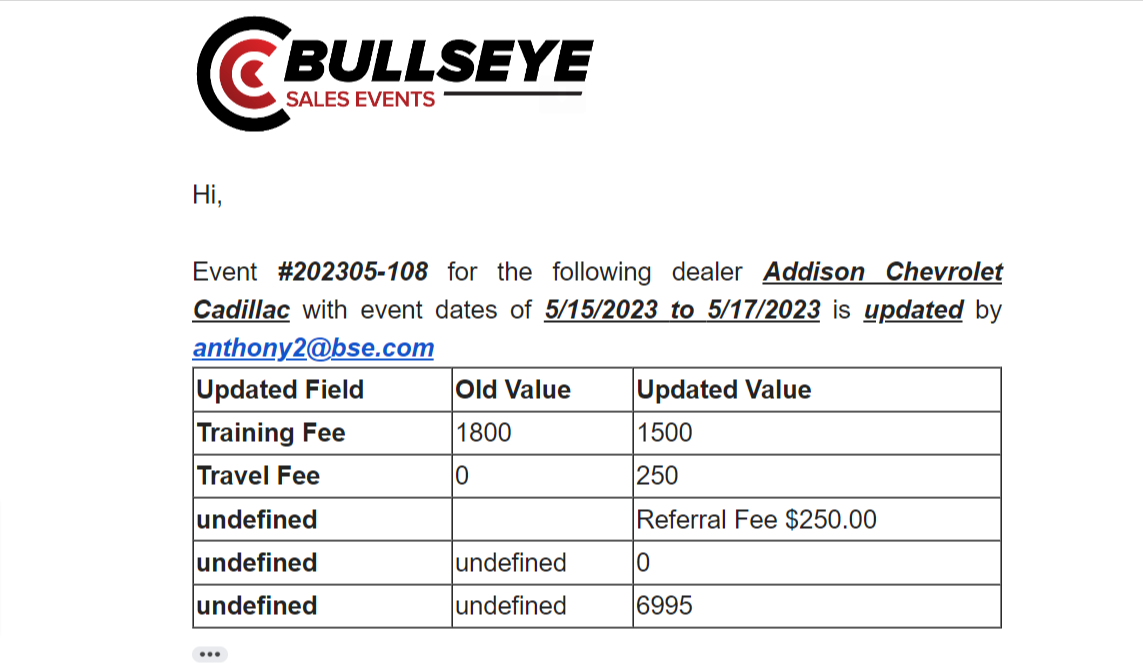 BULLSEYE
SALES EVENTS
Hi,
Event #202305-108 for the following dealer Addison Chevrolet
Cadillac with event dates of 5/15/2023 to 5/17/2023 is updated by
anthony2@bse.com
Updated Field Old Value Updated Value
Training Fee 1800 1500
Travel Fee 0 250
undefined Referral Fee $250.00
undefined undefined 0
undefined undefined 6995